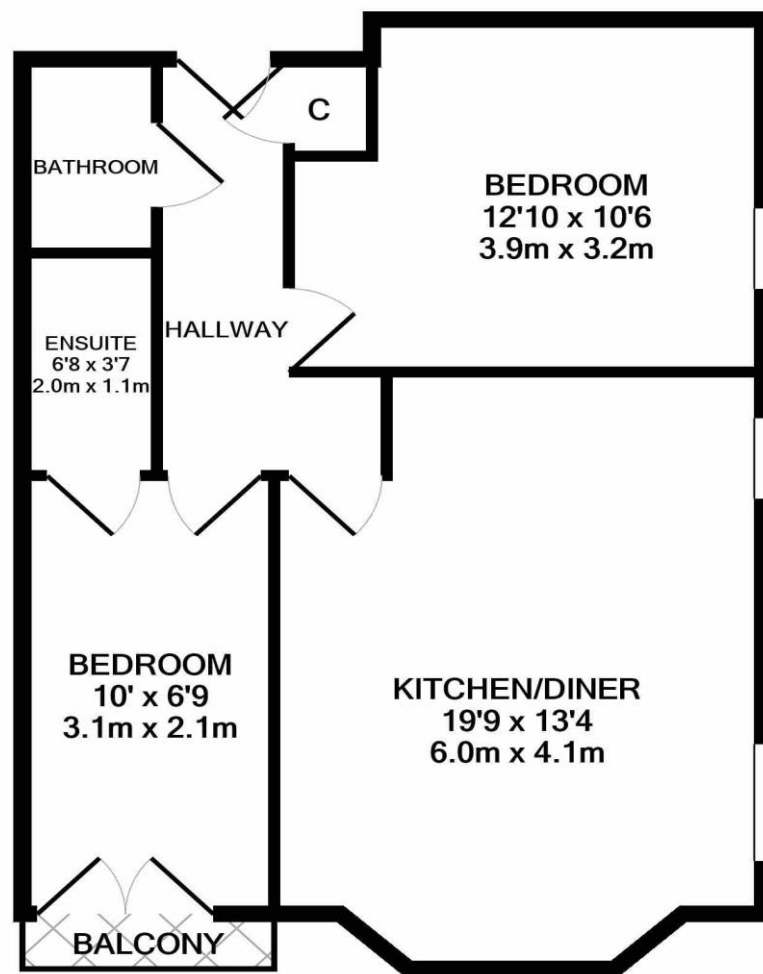 C
BATHROOM
BEDROOM
12'10 x 10'6
3.9m x 3.2m
HALLWAY
ENSUITE
6'8 x 3'7
2.0m x 1.1m
BEDROOM
10' x 6'9
3.1m x 2.1m
KITCHEN/DINER
19'9 x 13'4
6.0m x 4.1m
BALCONY